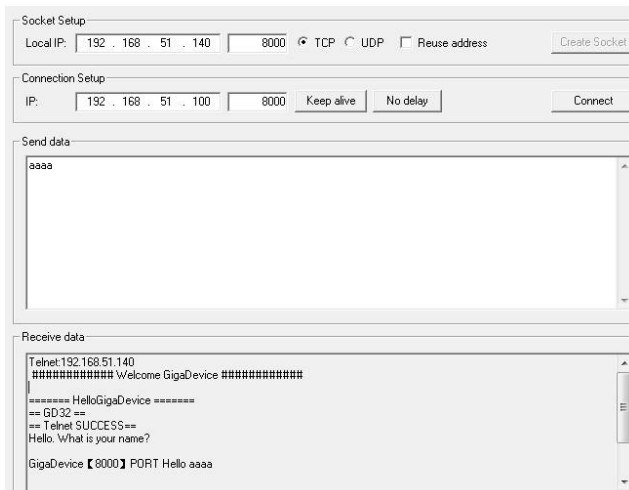 Socket Setup
Local IP: 192 . 168 . 51 . 140 8000 TCP UDP Reuse address Create Socket
Connection Setup
IP: 192 . 168 . 51 . 100 8000 Keep alive No delay Connect
Send data
aaaa
Receive data
Telnet:192.168.51.140
############ Welcome GigaDevice ############
======= HelloGigaDevice =======
== GD32 ==
== Telnet SUCCESS==
Hello. What is your name?
GigaDevice【8000】PORT Hello aaaa